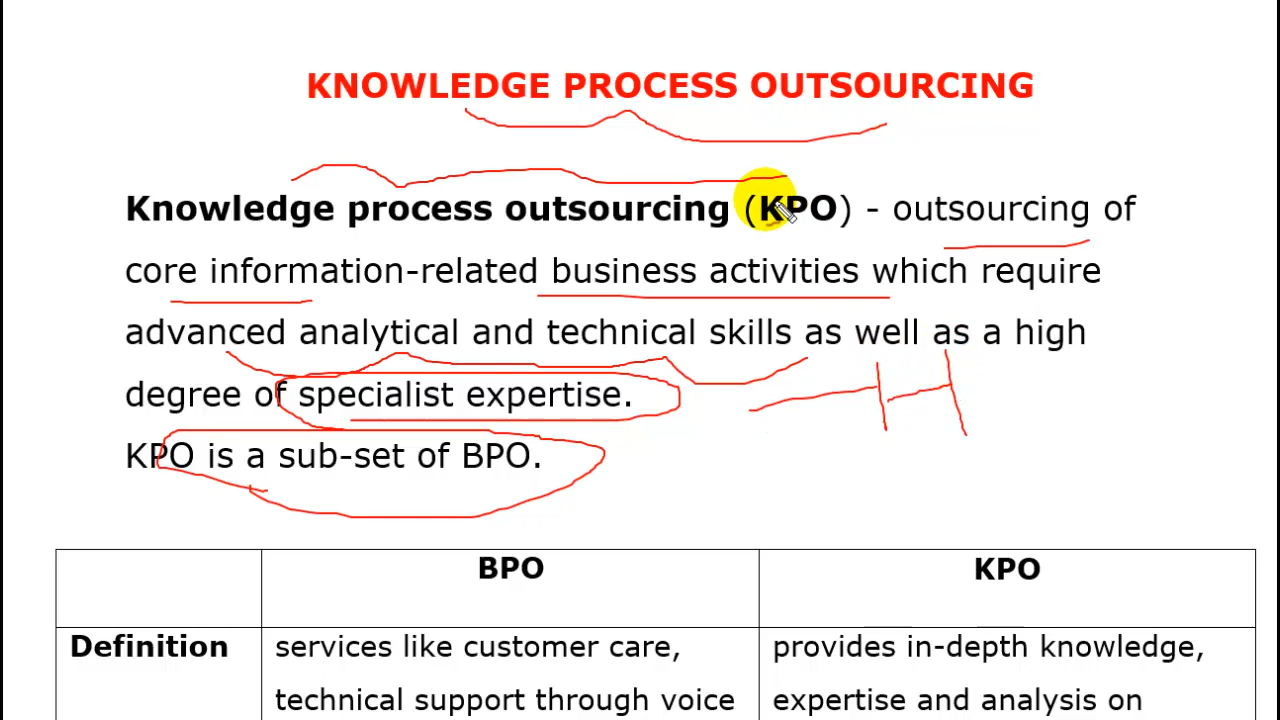 KNOWLEDGE PROCESS OUTSOURCING
Knowledge process outsourcing (KPO) - outsourcing of
core information-related business activities which require
advanced analytical and technical skills as well as a high
degree of specialist expertise.
KPO is a sub-set of BPO.
BPO KPO
Definition services like customer care, provides in-depth knowledge,
technical support through voice expertise and analysis on